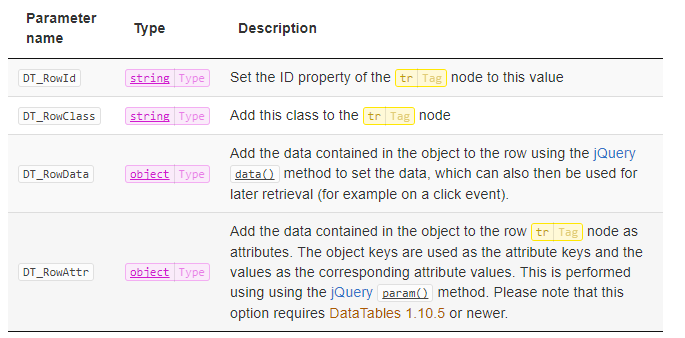 Parameter name Type Description
DT_RowId string Type Set the ID property of the tr Tag node to this value
DT_RowClass string Type Add this class to the tr Tag node
DT_RowData object Type Add the data contained in the object to the row using the jQuery
data() method to set the data, which can also then be used for
later retrieval (for example on a click event).
DT_RowAttr object Type Add the data contained in the object to the row tr Tag node as
attributes. The object keys are used as the attribute keys and the
values as the corresponding attribute values. This is performed
using using the jQuery param() method. Please note that this
option requires DataTables 1.10.5 or newer.